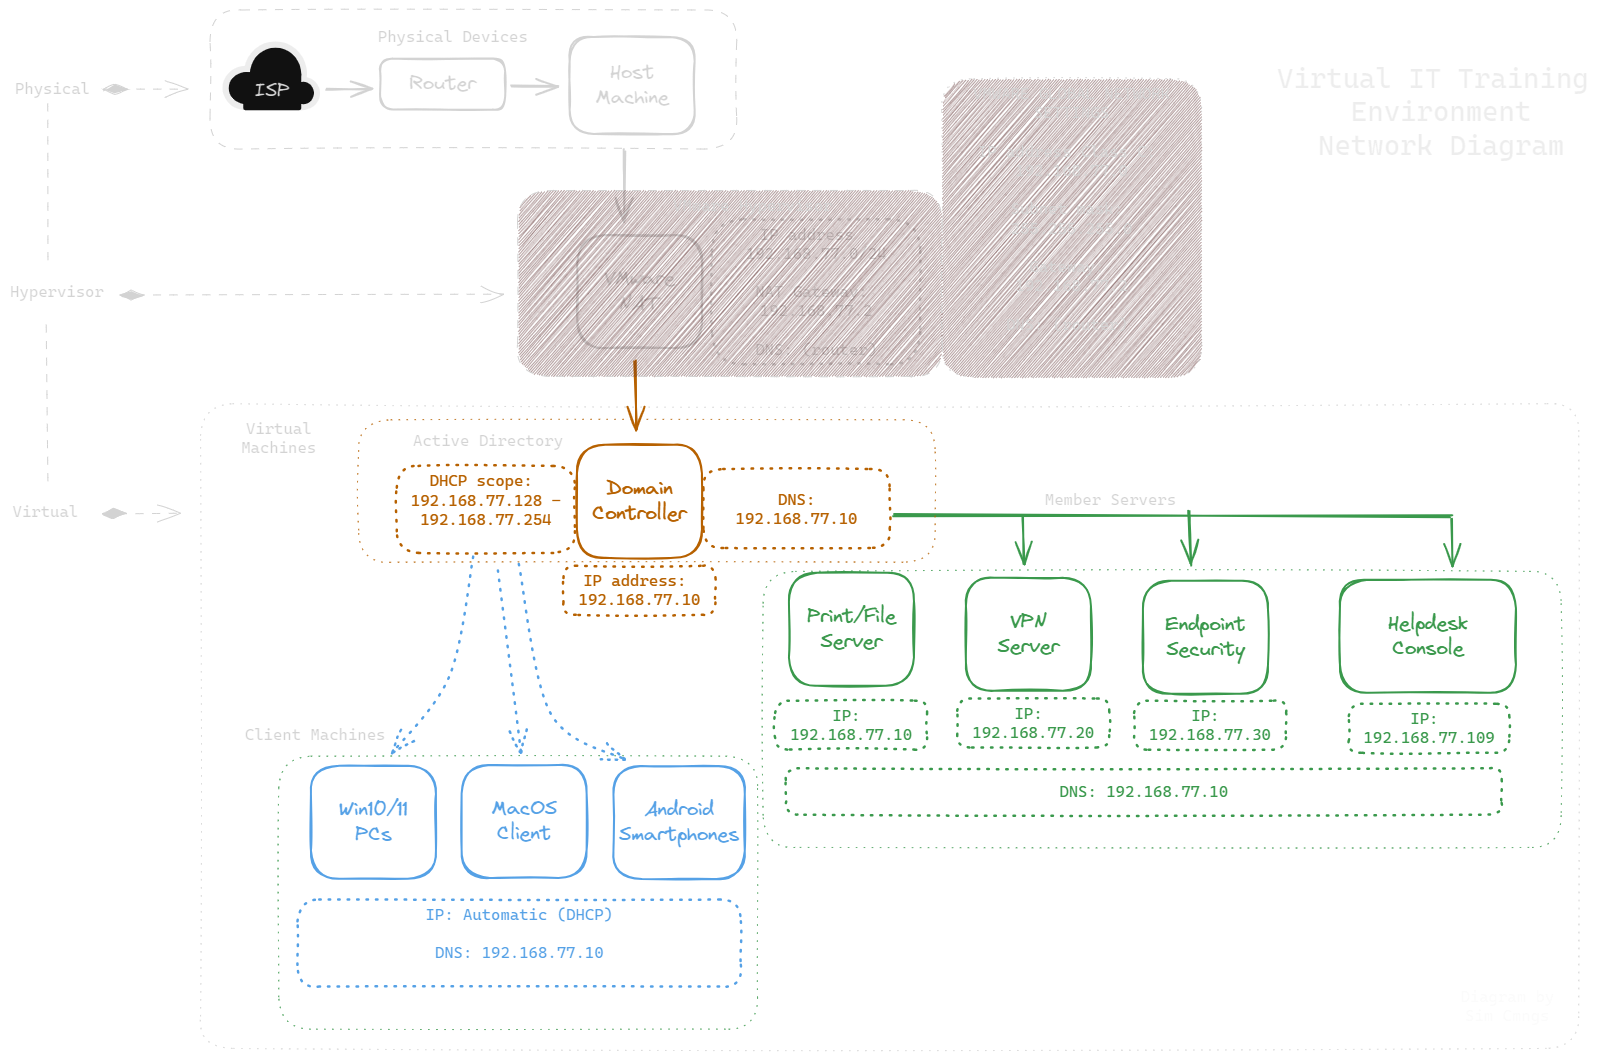 Virtual IT Training
Environment
Network Diagram
Physical Devices
ISP
Router
Host
Machine
Physical
Hypervisor
Virtual
VMware
NAT
IP address
192.168.77.0/24
NAT Gateway:
192.168.77.2
DNS: (router)
Virtual
Machines
Active Directory
DHCP scope:
192.168.77.128 –
192.168.77.254
Domain
Controller
DNS:
192.168.77.10
IP address:
192.168.77.10
Member Servers
Print/File
Server
VPN
Server
Endpoint
Security
Helpdesk
Console
IP:
192.168.77.10
IP:
192.168.77.20
IP:
192.168.77.30
IP:
192.168.77.109
DNS: 192.168.77.10
Client Machines
Win10/11
PCs
MacOS
Client
Android
Smartphones
IP: Automatic (DHCP)
DNS: 192.168.77.10